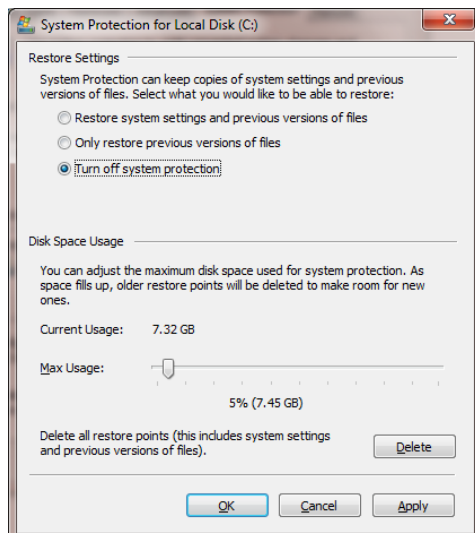 System Protection for Local Disk (C:)
Restore Settings
System Protection can keep copies of system settings and previous
versions of files. Select what you would like to be able to restore:
Restore system settings and previous versions of files
Only restore previous versions of files
Turn off system protection
Disk Space Usage
You can adjust the maximum disk space used for system protection. As
space fills up, older restore points will be deleted to make room for new
ones.
Current Usage: 7.32 GB
Max Usage:
5% (7.45 GB)
Delete all restore points (this includes system settings
and previous versions of files).
Delete
OK Cancel Apply